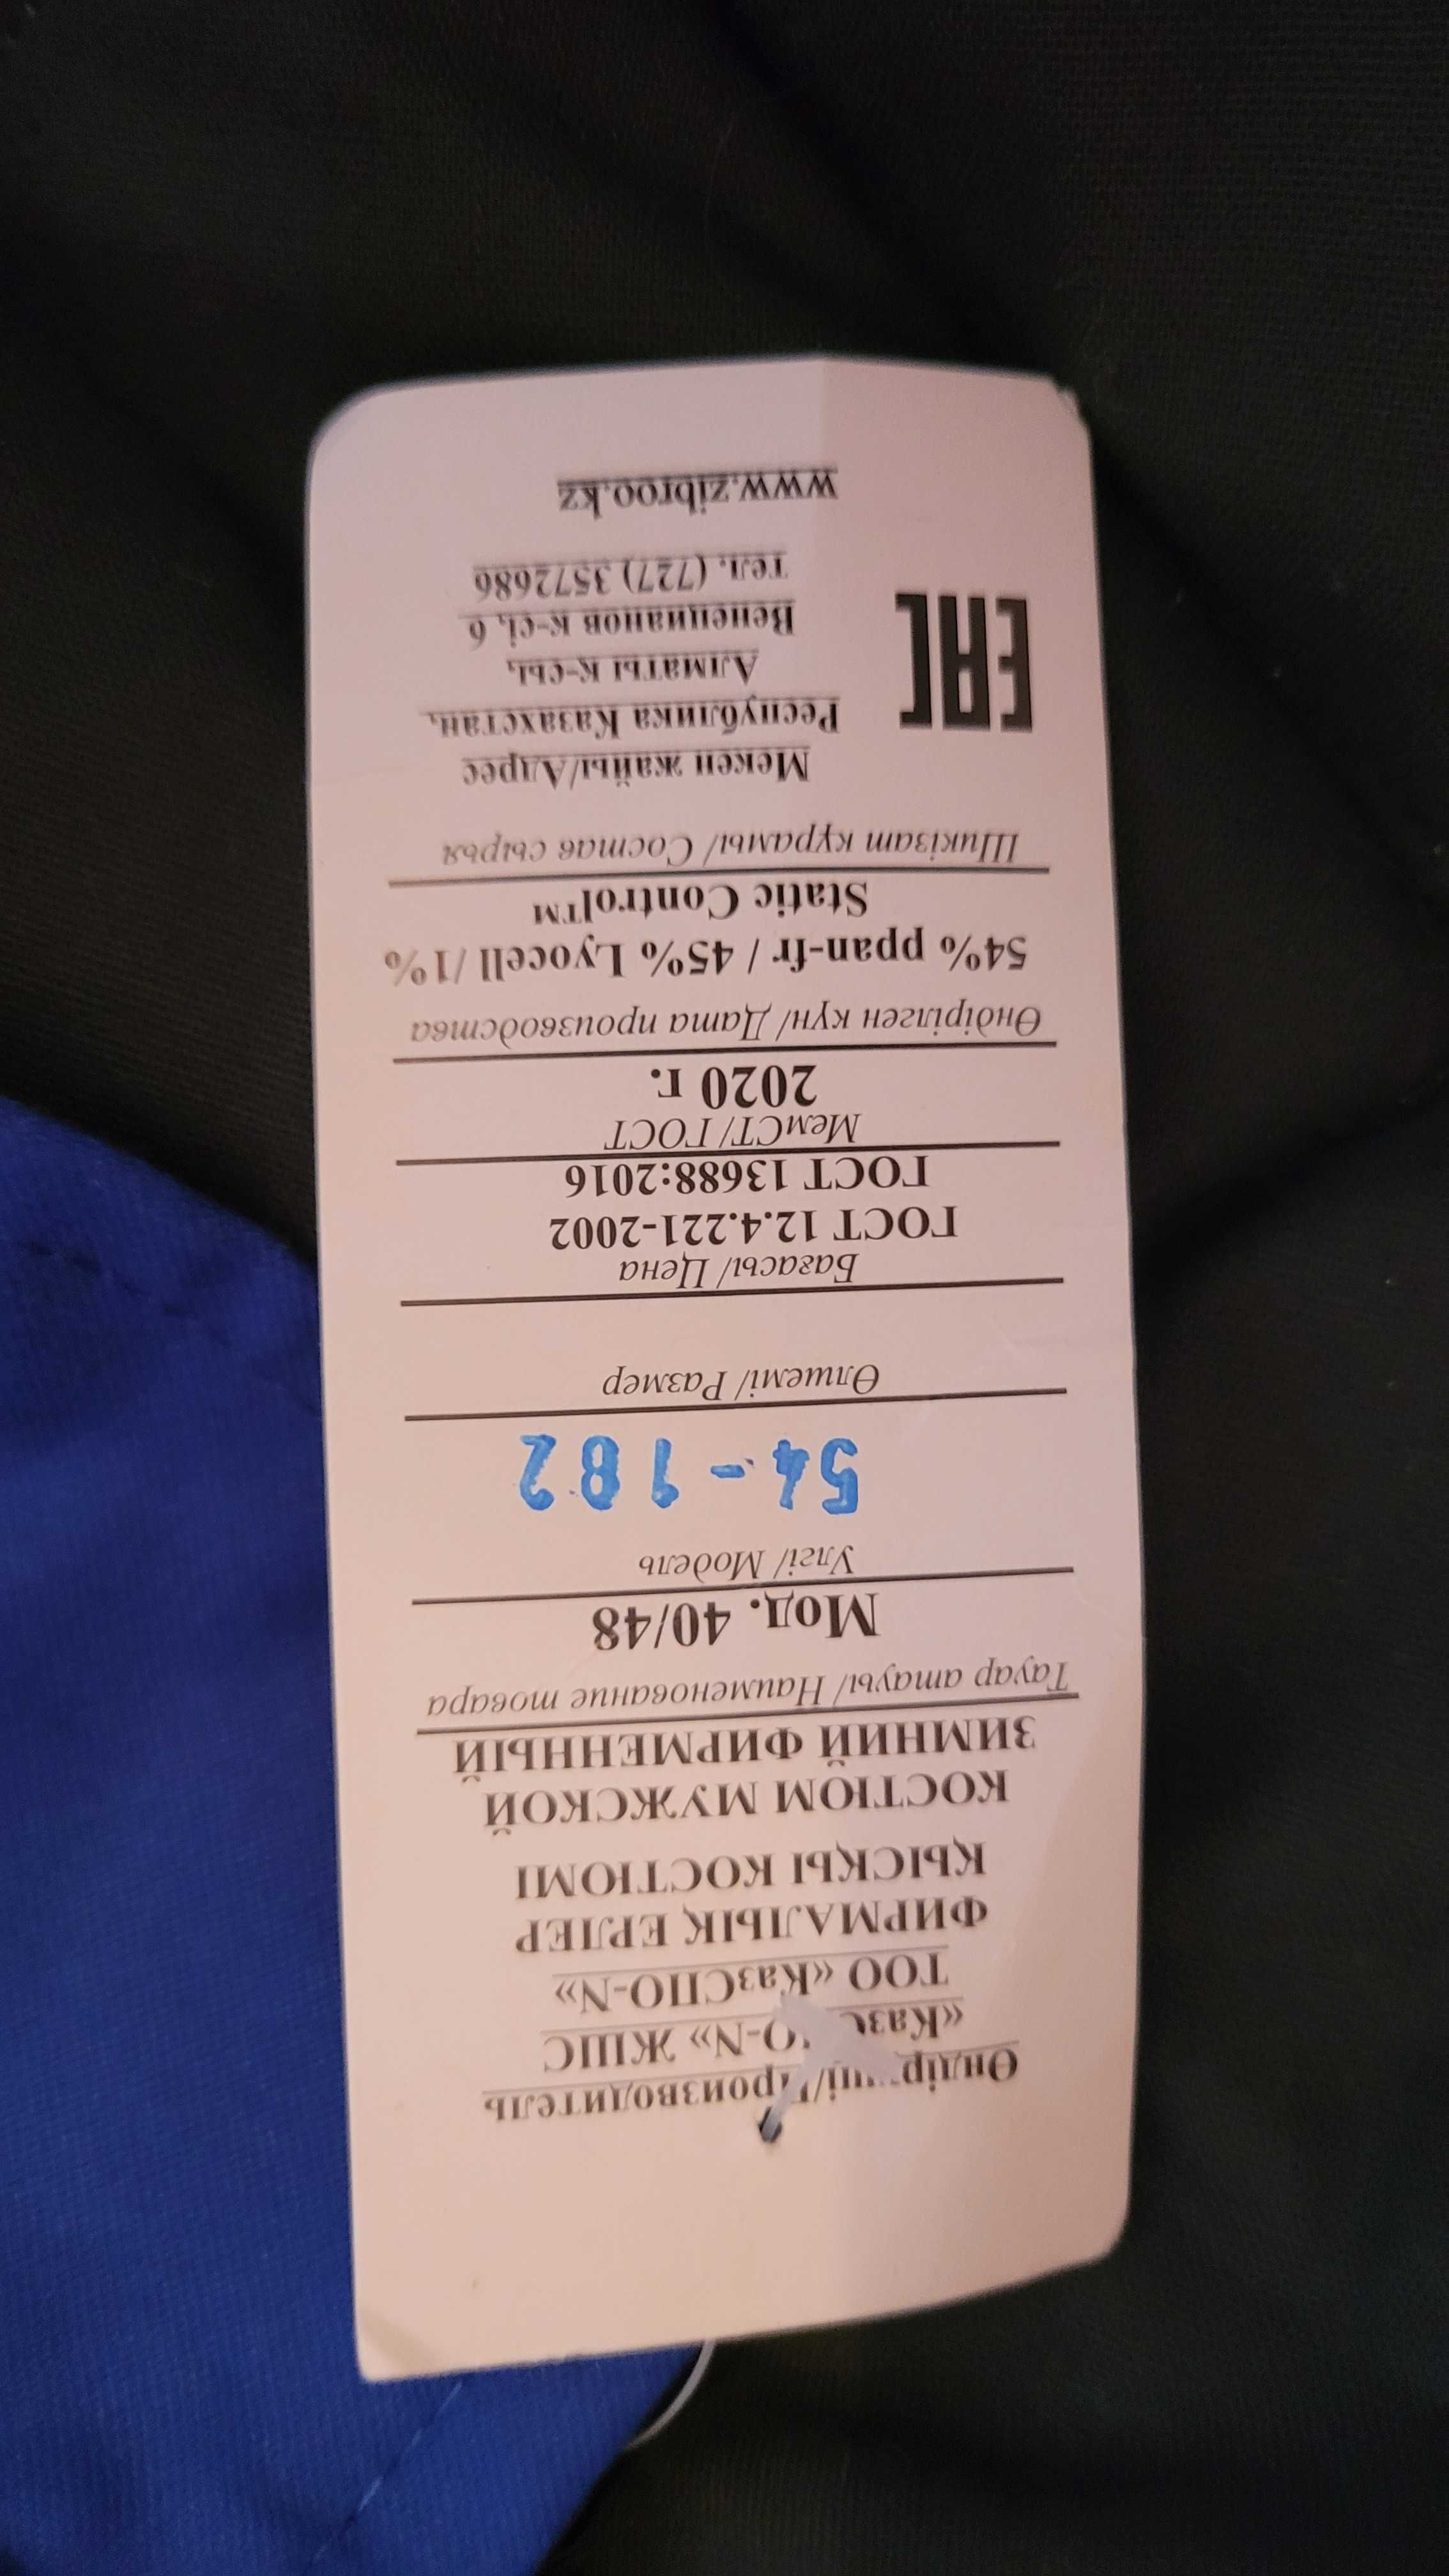 Өндіруші/Производитель
«КазСПО-N» ЖШС
ТОО «КазСПО-N»
ФИРМАЛЫҚ ЕРЛЕР
ҚЫСҚЫ КОСТЮМІ
КОСТЮМ МУЖСКОЙ
ЗИМНИЙ ФИРМЕННЫЙ
Тауар атауы/ Наименование товара
Мод. 40/48
Үлгі/ Модель
54-182
Өлшемі/ Размер
Бағасы/ Цена
ГОСТ 12.4.221-2002
ГОСТ 13688:2016
МемСТ/ ГОСТ
2020 г.
Өндірілген күн/ Дата производства
54% ppan-fr / 45% Lyocell /1%
Static Control™
Шикізат құрамы/ Состав сырья
Мекен жайы/Адрес
Республика Казахстан,
Алматы қ-сы,
Венецианов к-сі, 6
тел. (727) 3572686
EAC
www.zibroo.kz